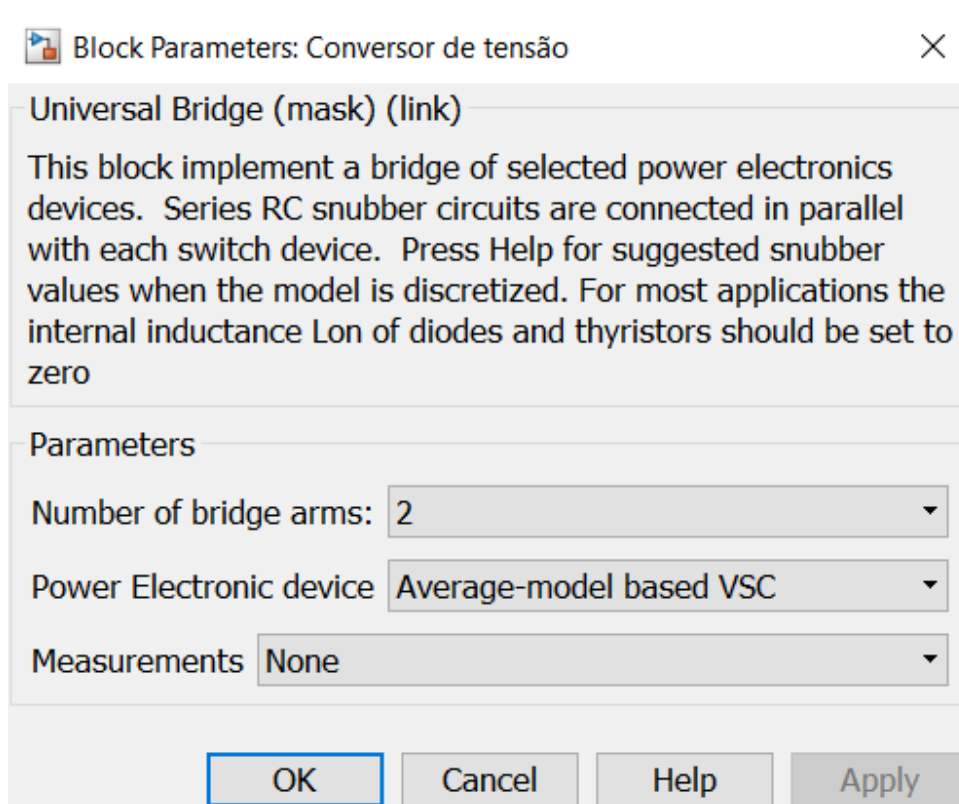 Block Parameters: Conversor de tensão
Universal Bridge (mask) (link)
This block implement a bridge of selected power electronics
devices.  Series RC snubber circuits are connected in parallel
with each switch device.  Press Help for suggested snubber
values when the model is discretized. For most applications the
internal inductance Lon of diodes and thyristors should be set to
zero
Parameters
Number of bridge arms: 2
Power Electronic device Average-model based VSC
Measurements None
OK Cancel Help Apply